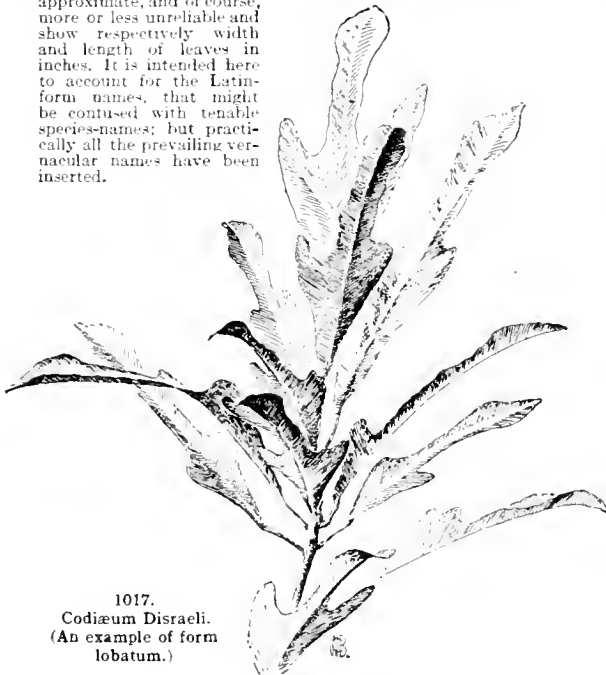 approximate, and of course,
more or less unreliable and
show respectively width
and length of leaves in
inches. It is intended here
to account for the Latin-
form names, that might
be confused with tenable
species-names; but practi-
cally all the prevailing ver-
nacular names have been
inserted.
1017.
Codiæum Disraeli.
(An example of form
lobatum.)